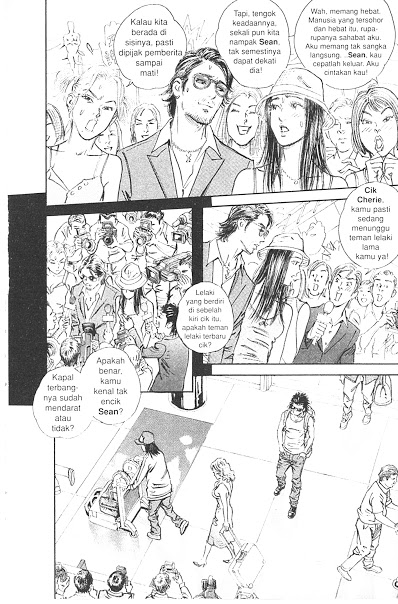 Kalau kita
berada di
sisinya, pasti
dipijak pemberita
sampai
mati!
Tapi, tengok
keadaannya,
sekali pun kita
nampak Sean,
tak semestinya
dapat dekati
dia!
Wah, memang hebat.
Manusia yang tersohor
dan hebat itu, rupa-
rupanya sahabat aku.
Aku memang tak sangka
langsung... Sean, kau
cepatlah keluar. Aku
cintakan kau!
Cik
Cherie,
kamu pasti
sedang
menunggu
teman lelaki
lama
kamu ya!
Lelaki
yang berdiri
di sebelah
kiri cik itu,
apakah teman
lelaki terbaru
cik?
Apakah
benar,
kamu
kenal tak
encik
Sean?
Kapal
terbang-
nya sudah
mendarat
atau
tidak?